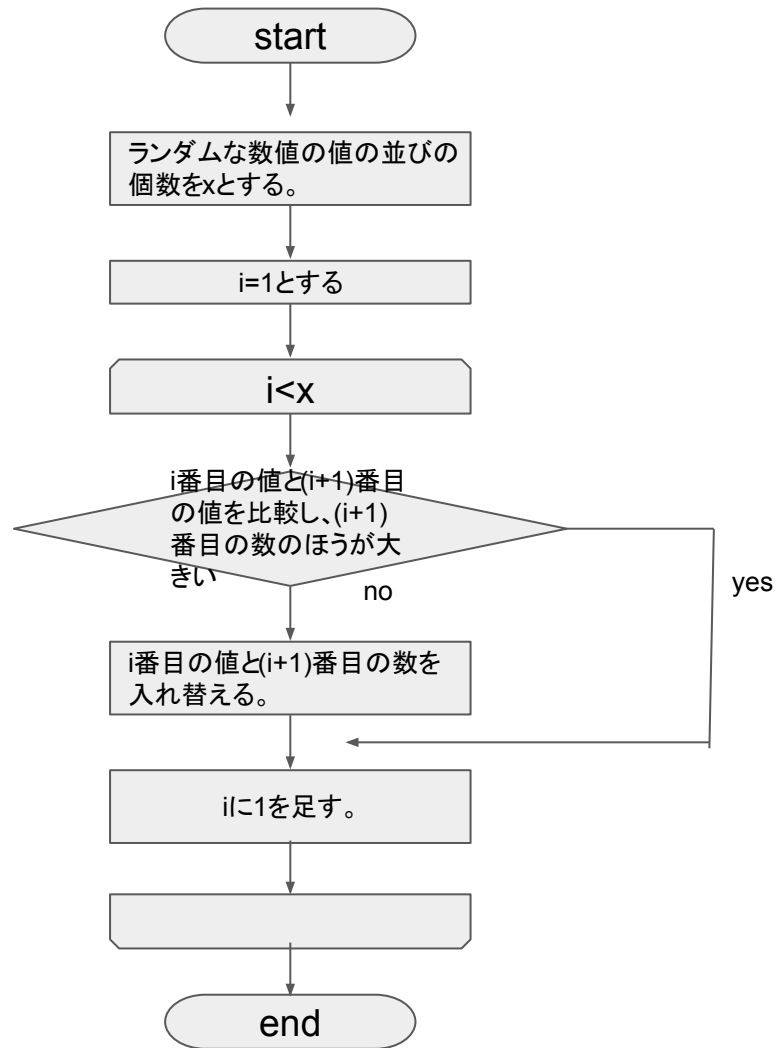 start
ランダムな数値の値の並びの
個数をxとする。
i=1とする
i<x
i番目の値と(i+1)番目
の値を比較し、(i+1)
番目の数のほうが大
きい
no
yes
i番目の値と(i+1)番目の数を
入れ替える。
iに1を足す。
end